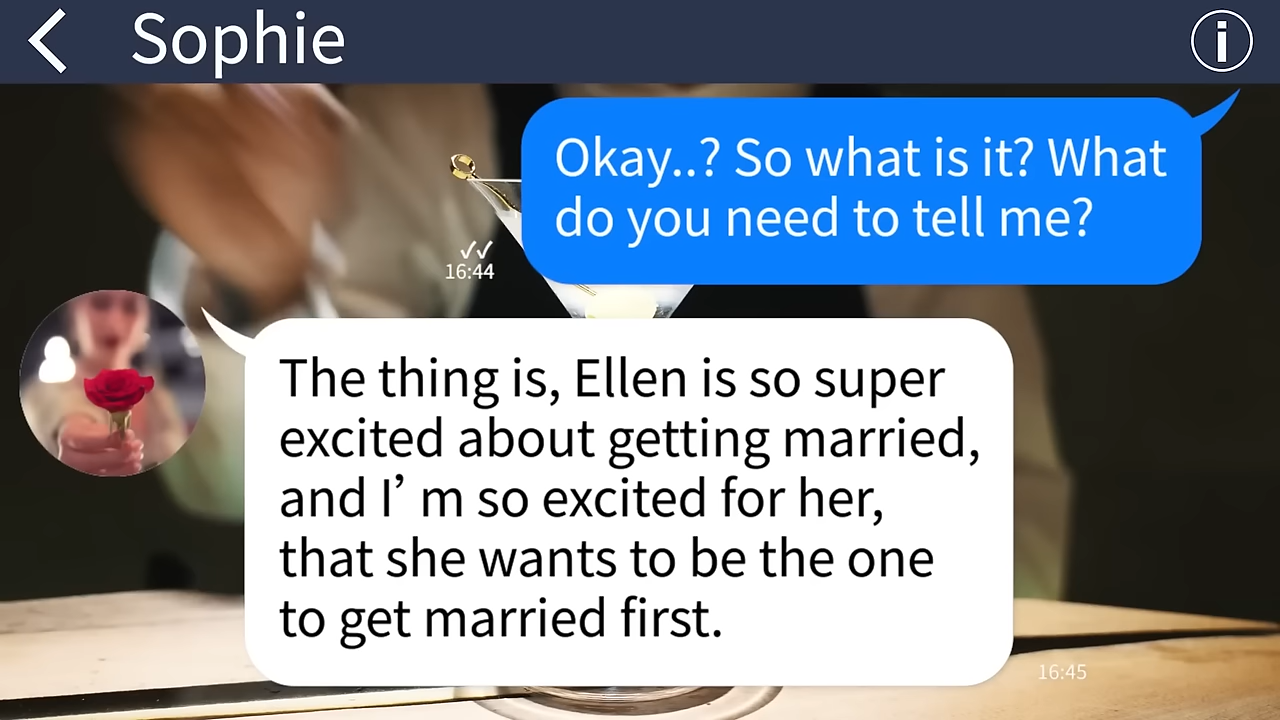 Sophie
Okay..? So what is it? What
do you need to tell me?
16:44
The thing is, Ellen is so super
excited about getting married,
and I’ m so excited for her,
that she wants to be the one
to get married first.
16:45